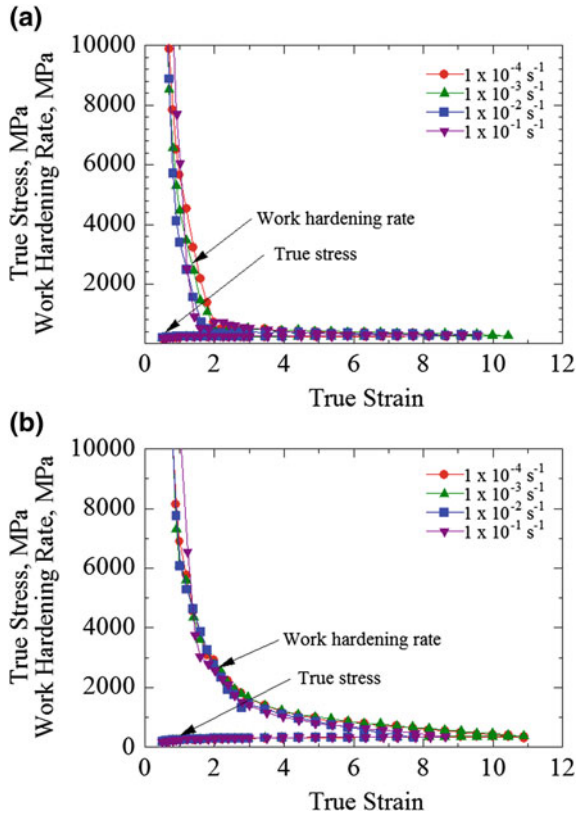 (a)
True Stress, MPa
Work Hardening Rate, MPa
10000
8000
6000
4000
2000
1 x 10⁻⁴ s⁻¹
1 x 10⁻³ s⁻¹
1 x 10⁻² s⁻¹
1 x 10⁻¹ s⁻¹
Work hardening rate
True stress
0 2 4 6 8 10 12
True Strain
(b)
True Stress, MPa
Work Hardening Rate, MPa
10000
8000
6000
4000
2000
0
1 x 10⁻⁴ s⁻¹
1 x 10⁻³ s⁻¹
1 x 10⁻² s⁻¹
1 x 10⁻¹ s⁻¹
Work hardening rate
True stress
0 2 4 6 8 10 12
True Strain